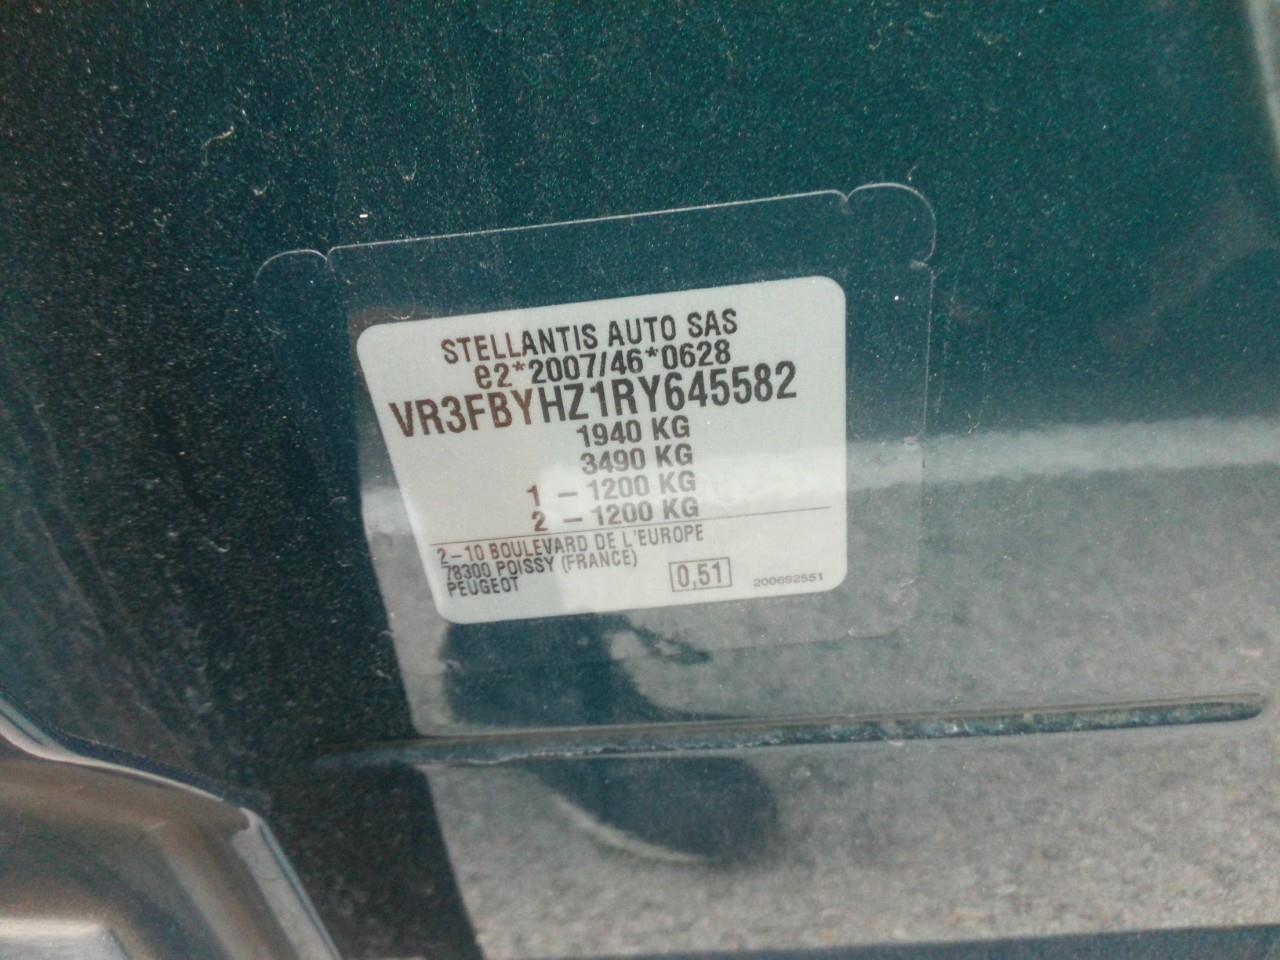 STELLANTIS AUTO SAS
e2*2007/46*0628
VR3FBYHZ1RY645582
1940 KG
3490 KG
1 – 1200 KG
2 – 1200 KG
2–10 BOULEVARD DE L'EUROPE
78300 POISSY (FRANCE)
PEUGEOT
0,51
200692551